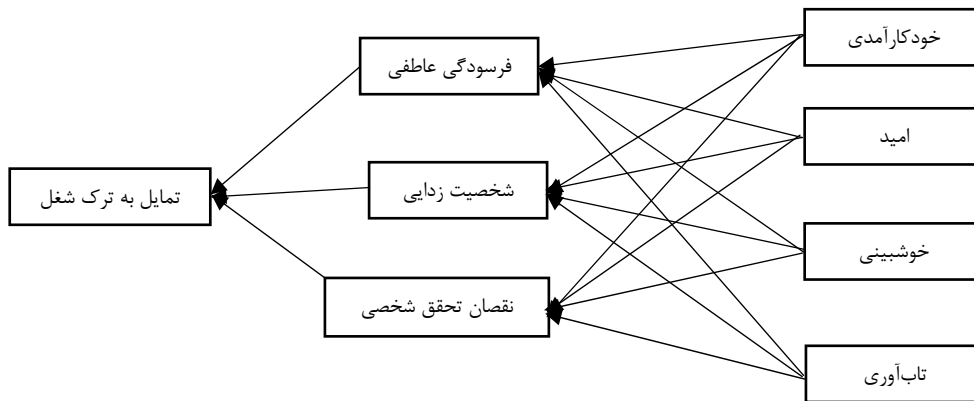 خودکارآمدی
امید
خوشبینی
تاب‌آوری
فرسودگی عاطفی
شخصیت زدایی
نقصان تحقق شخصی
تمایل به ترک شغل